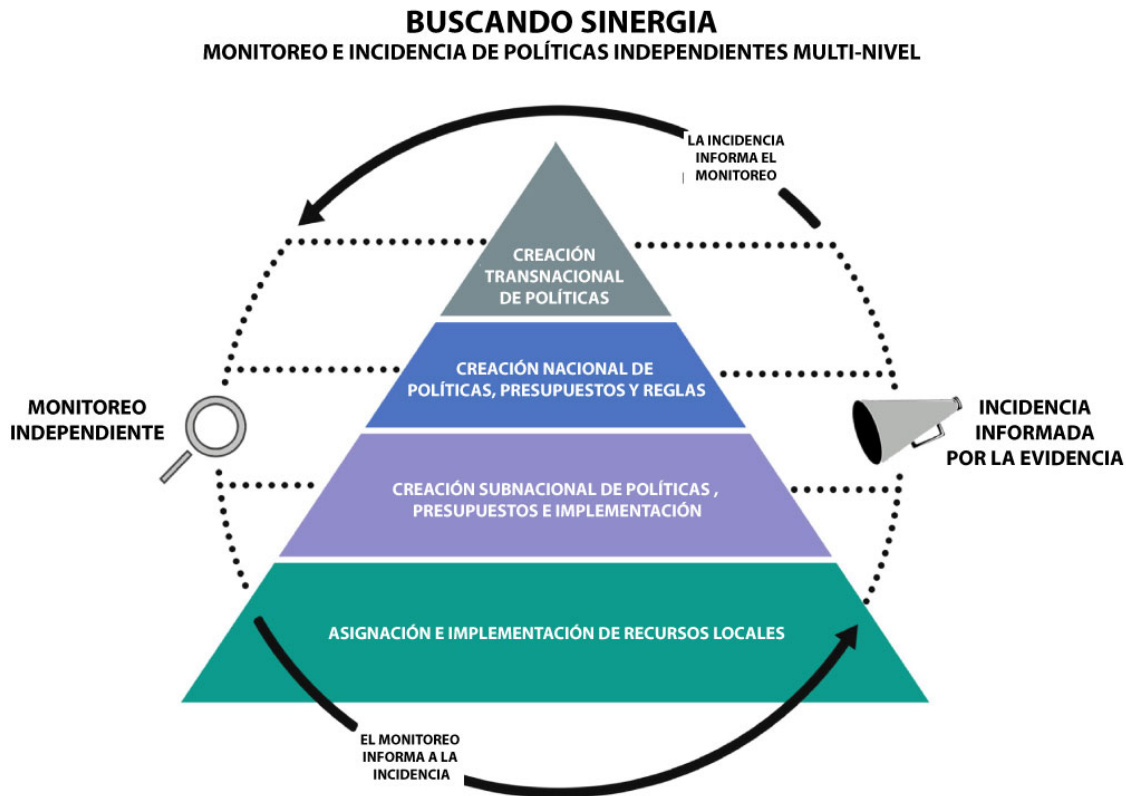 BUSCANDO SINERGIA
MONITOREO E INCIDENCIA DE POLÍTICAS INDEPENDIENTES MULTI-NIVEL
LA INCIDENCIA
INFORMA EL
MONITOREO
CREACIÓN
TRANSNACIONAL
DE POLÍTICAS
CREACIÓN NACIONAL DE
POLÍTICAS, PRESUPUESTOS Y REGLAS
MONITOREO
INDEPENDIENTE
INCIDENCIA
INFORMADA
POR LA EVIDENCIA
CREACIÓN SUBNACIONAL DE POLÍTICAS ,
PRESUPUESTOS E IMPLEMENTACIÓN
ASIGNACIÓN E IMPLEMENTACIÓN DE RECURSOS LOCALES
EL MONITOREO
INFORMA A LA
INCIDENCIA